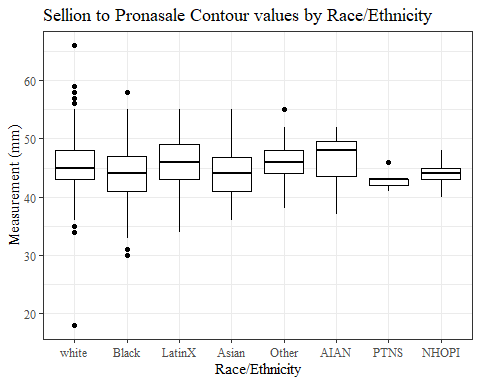 Sellion to Pronasale Contour values by Race/Ethnicity
Measurement (mm)
60
50
40
30
20
white Black LatinX Asian Other AIAN PTNS NHOPI
Race/Ethnicity